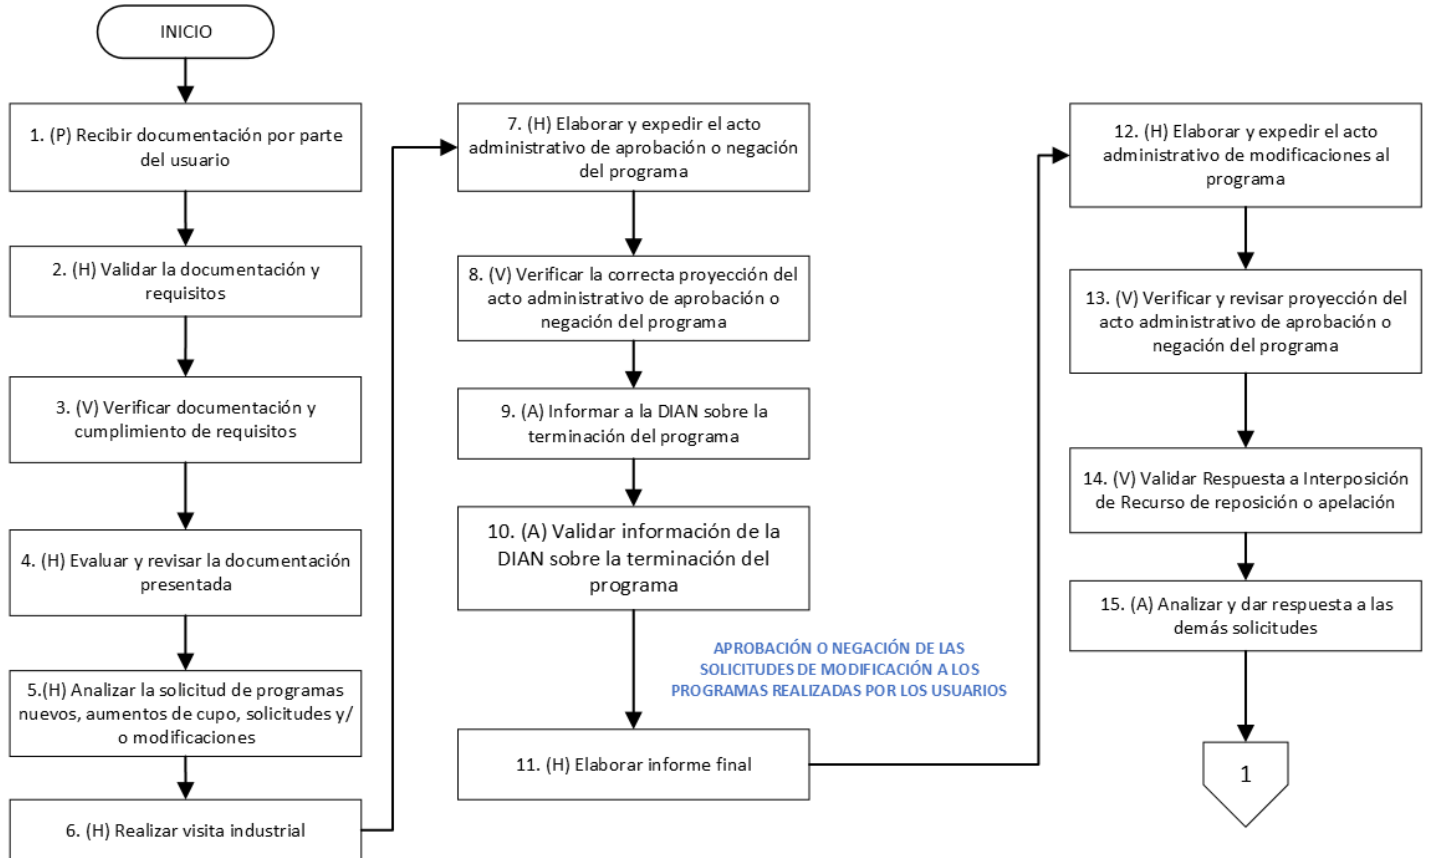 INICIO
1. (P) Recibir documentación por parte
del usuario
2. (H) Validar la documentación y
requisitos
3. (V) Verificar documentación y
cumplimiento de requisitos
4. (H) Evaluar y revisar la documentación
presentada
5.(H) Analizar la solicitud de programas
nuevos, aumentos de cupo, solicitudes y/
o modificaciones
6. (H) Realizar visita industrial
7. (H) Elaborar y expedir el acto
administrativo de aprobación o negación
del programa
8. (V) Verificar la correcta proyección del
acto administrativo de aprobación o
negación del programa
9. (A) Informar a la DIAN sobre la
terminación del programa
10. (A) Validar información de la
DIAN sobre la terminación del
programa
APROBACIÓN O NEGACIÓN DE LAS
SOLICITUDES DE MODIFICACIÓN A LOS
PROGRAMAS REALIZADAS POR LOS USUARIOS
11. (H) Elaborar informe final
12. (H) Elaborar y expedir el acto
administrativo de modificaciones al
programa
13. (V) Verificar y revisar proyección del
acto administrativo de aprobación o
negación del programa
14. (V) Validar Respuesta a Interposición
de Recurso de reposición o apelación
15. (A) Analizar y dar respuesta a las
demás solicitudes
1